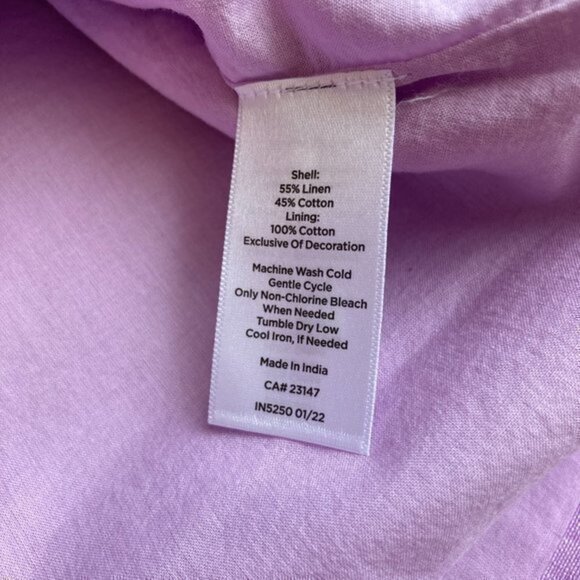 Shell:
55% Linen
45% Cotton
Lining:
100% Cotton
Exclusive Of Decoration
Machine Wash Cold
Gentle Cycle
Only Non-Chlorine Bleach
When Needed
Tumble Dry Low
Cool Iron, If Needed
Made In India
CA# 23147
IN5250 01/22